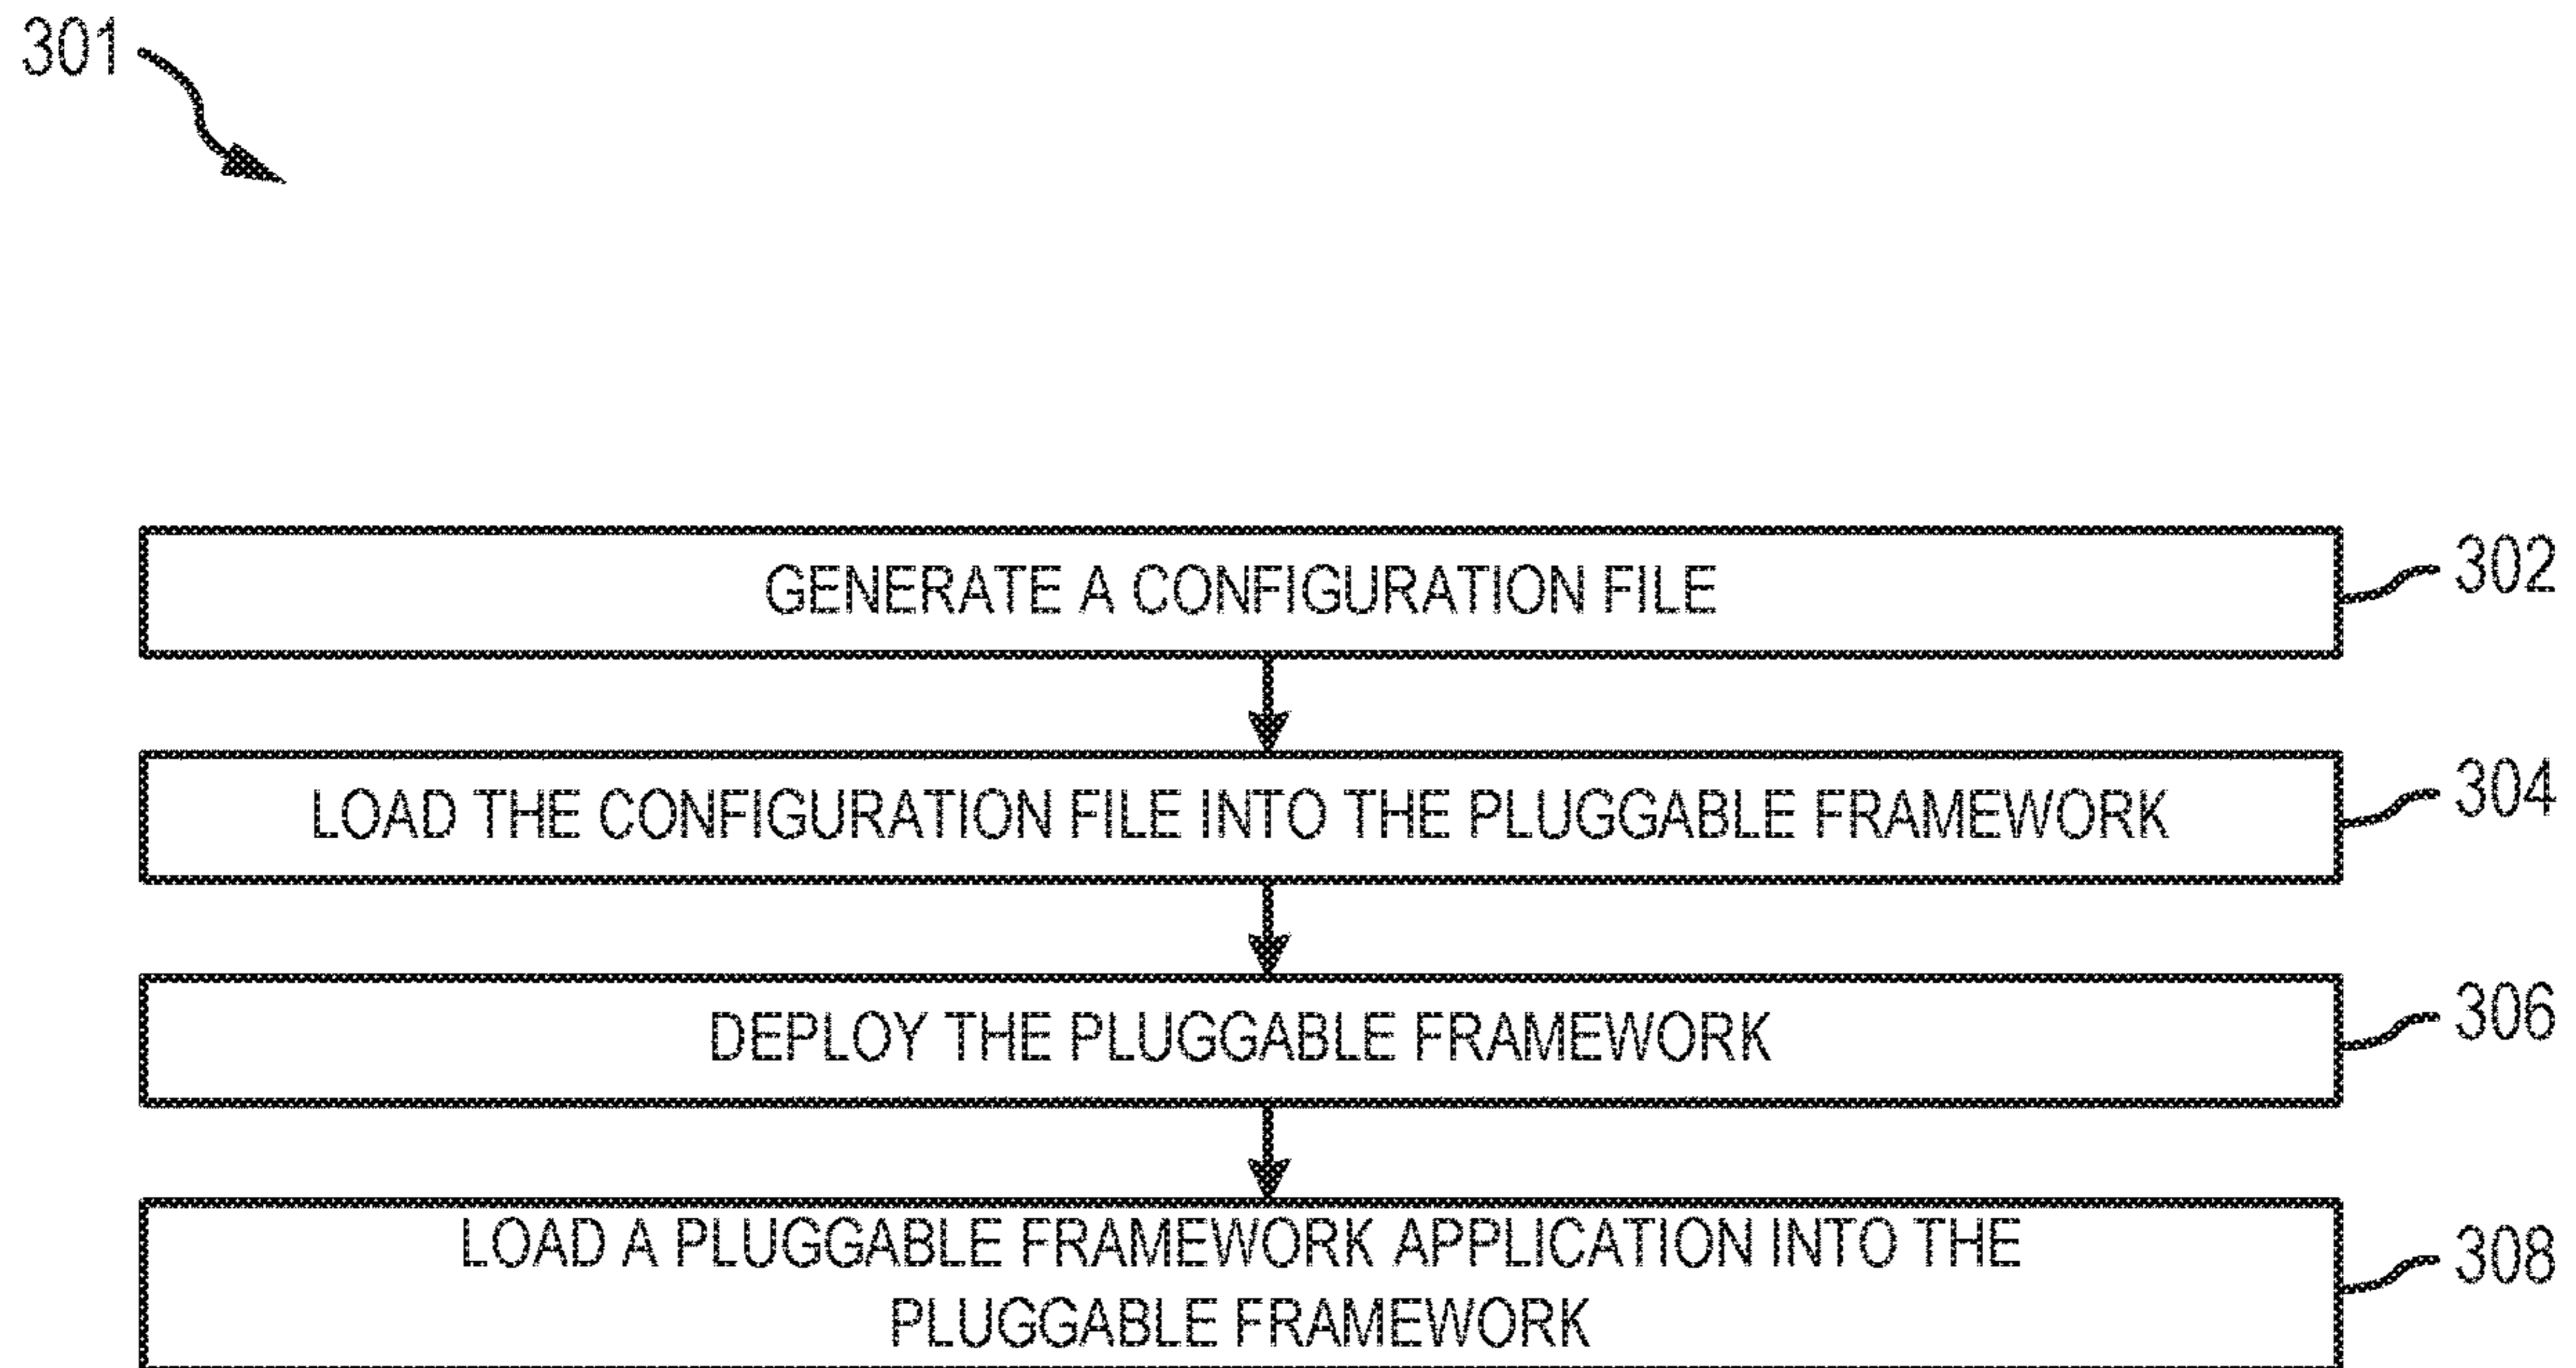 301
GENERATE A CONFIGURATION FILE
302
LOAD THE CONFIGURATION FILE INTO THE PLUGGABLE FRAMEWORK
304
DEPLOY THE PLUGGABLE FRAMEWORK
306
LOAD A PLUGGABLE FRAMEWORK APPLICATION INTO THE
PLUGGABLE FRAMEWORK
308